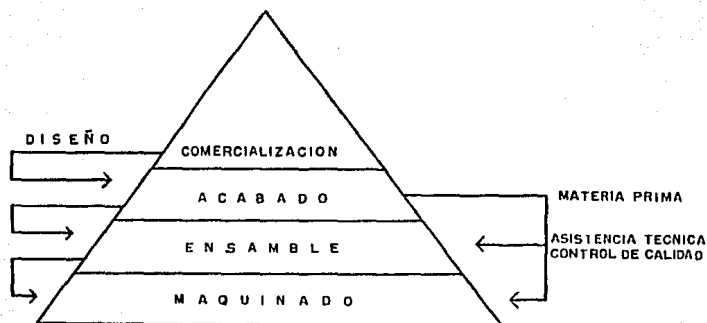 DISEÑO
COMERCIALIZACION
ACABADO
MATERIA PRIMA
ENSAMBLE
ASISTENCIA TECNICA
CONTROL DE CALIDAD
MAQUINADO